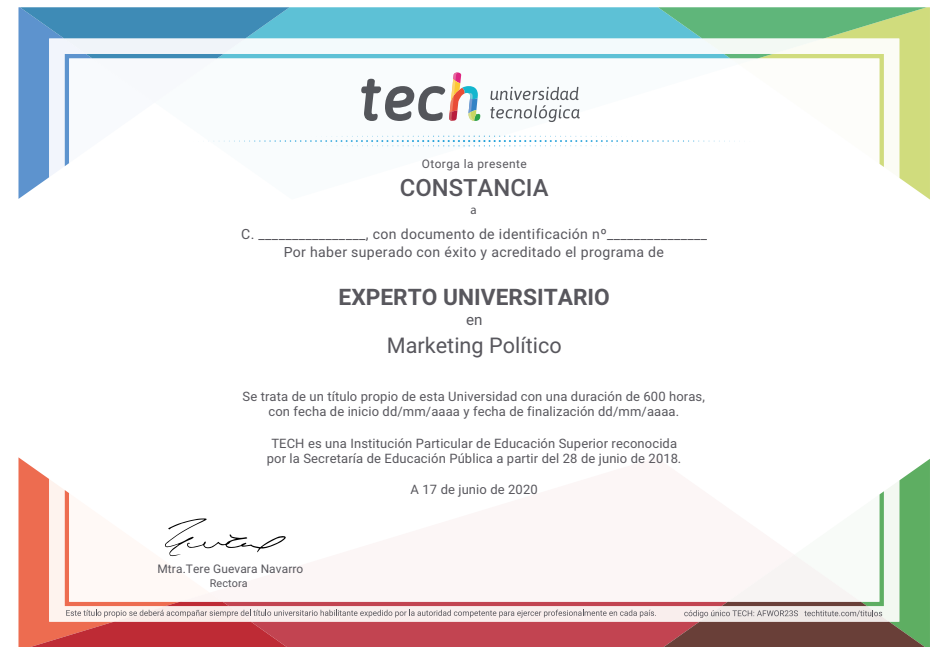 tech universidad
tecnológica
Otorga la presente
CONSTANCIA
a
C. ________________, con documento de identificación nº_______________
Por haber superado con éxito y acreditado el programa de
EXPERTO UNIVERSITARIO
en
Marketing Político
Se trata de un título propio de esta Universidad con una duración de 600 horas,
con fecha de inicio dd/mm/aaaa y fecha de finalización dd/mm/aaaa.
TECH es una Institución Particular de Educación Superior reconocida
por la Secretaría de Educación Pública a partir del 28 de junio de 2018.
A 17 de junio de 2020
Mtra.Tere Guevara Navarro
Rectora
Este título propio se deberá acompañar siempre del título universitario habilitante expedido por la autoridad competente para ejercer profesionalmente en cada país. código único TECH: AFWOR23S techtitute.com/titulos